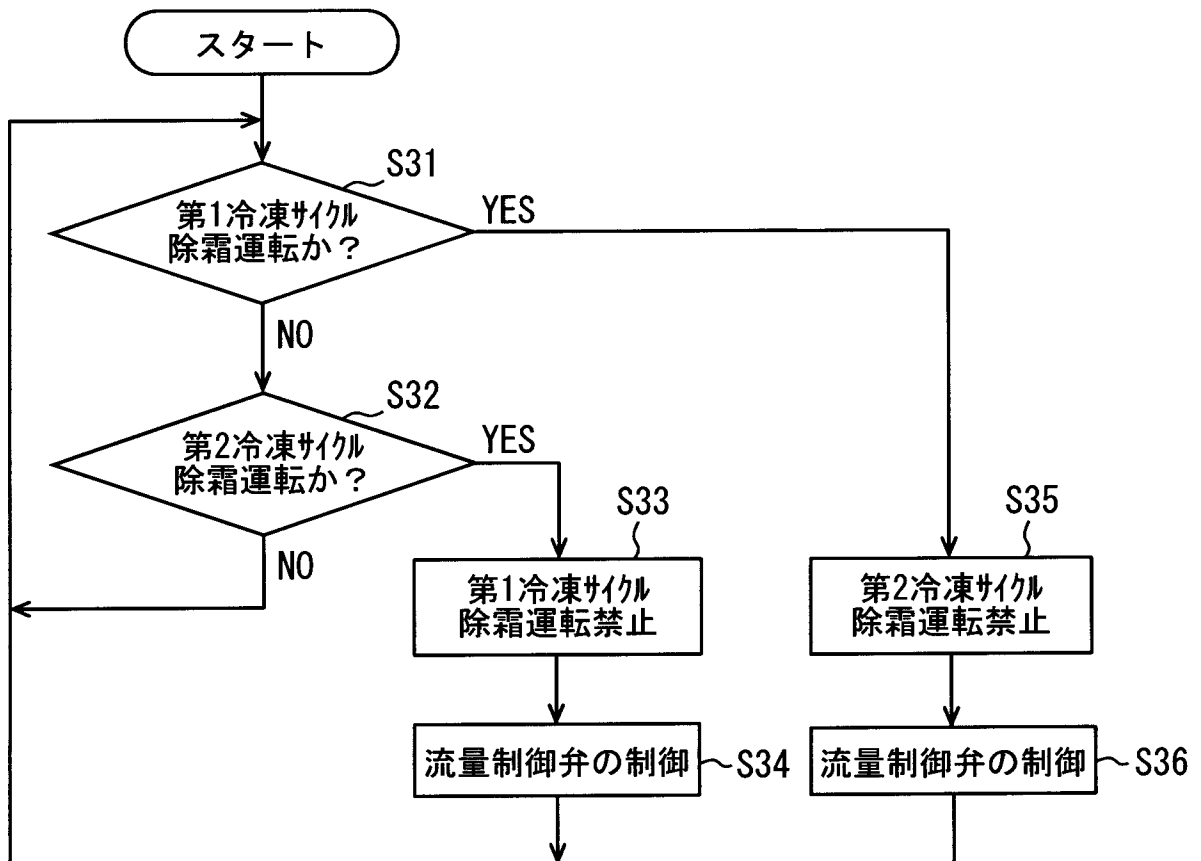 スタート
S31
第1冷凍サイクル
除霜運転か？
YES
NO
S32
第2冷凍サイクル
除霜運転か？
YES
NO
S33
第1冷凍サイクル
除霜運転禁止
S35
第2冷凍サイクル
除霜運転禁止
流量制御弁の制御
S34
流量制御弁の制御
S36